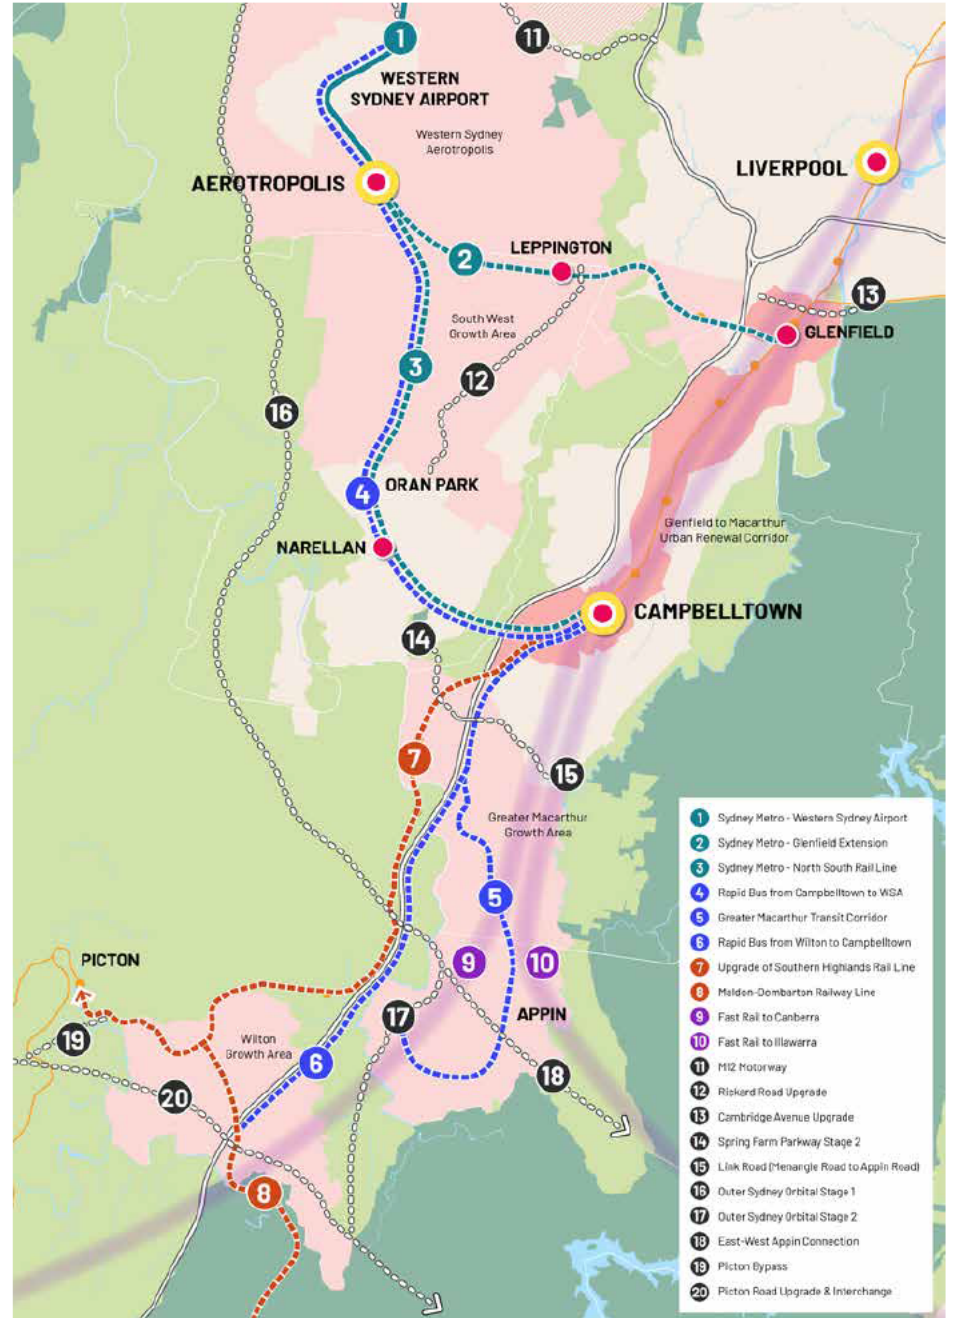 1
11
WESTERN
SYDNEY AIRPORT
Western Sydney
Aerotropolis
LIVERPOOL
AEROTROPOLIS
LEPPINGTON
2
13
South West
Growth Area
GLENFIELD
3
12
16
ORAN PARK
4
Glenfield to Macarthur
Urban Renewal Corridor
NARELLAN
CAMPBELLTOWN
14
7
15
Greater Macarthur
Growth Area
5
PICTON
9
10
APPIN
17
19
Wilton
Growth Area
6
18
20
8
1 Sydney Metro - Western Sydney Airport
2 Sydney Metro - Glenfield Extension
3 Sydney Metro - North South Rail Line
4 Rapid Bus from Campbelltown to WSA
5 Greater Macarthur Transit Corridor
6 Rapid Bus from Wilton to Campbelltown
7 Upgrade of Southern Highlands Rail Line
8 Maldon-Dombarton Railway Line
9 Fast Rail to Canberra
10 Fast Rail to Illawarra
11 M12 Motorway
12 Rickard Road Upgrade
13 Cambridge Avenue Upgrade
14 Spring Farm Parkway Stage 2
15 Link Road (Menangle Road to Appin Road)
16 Outer Sydney Orbital Stage 1
17 Outer Sydney Orbital Stage 2
18 East-West Appin Connection
19 Picton Bypass
20 Picton Road Upgrade & Interchange